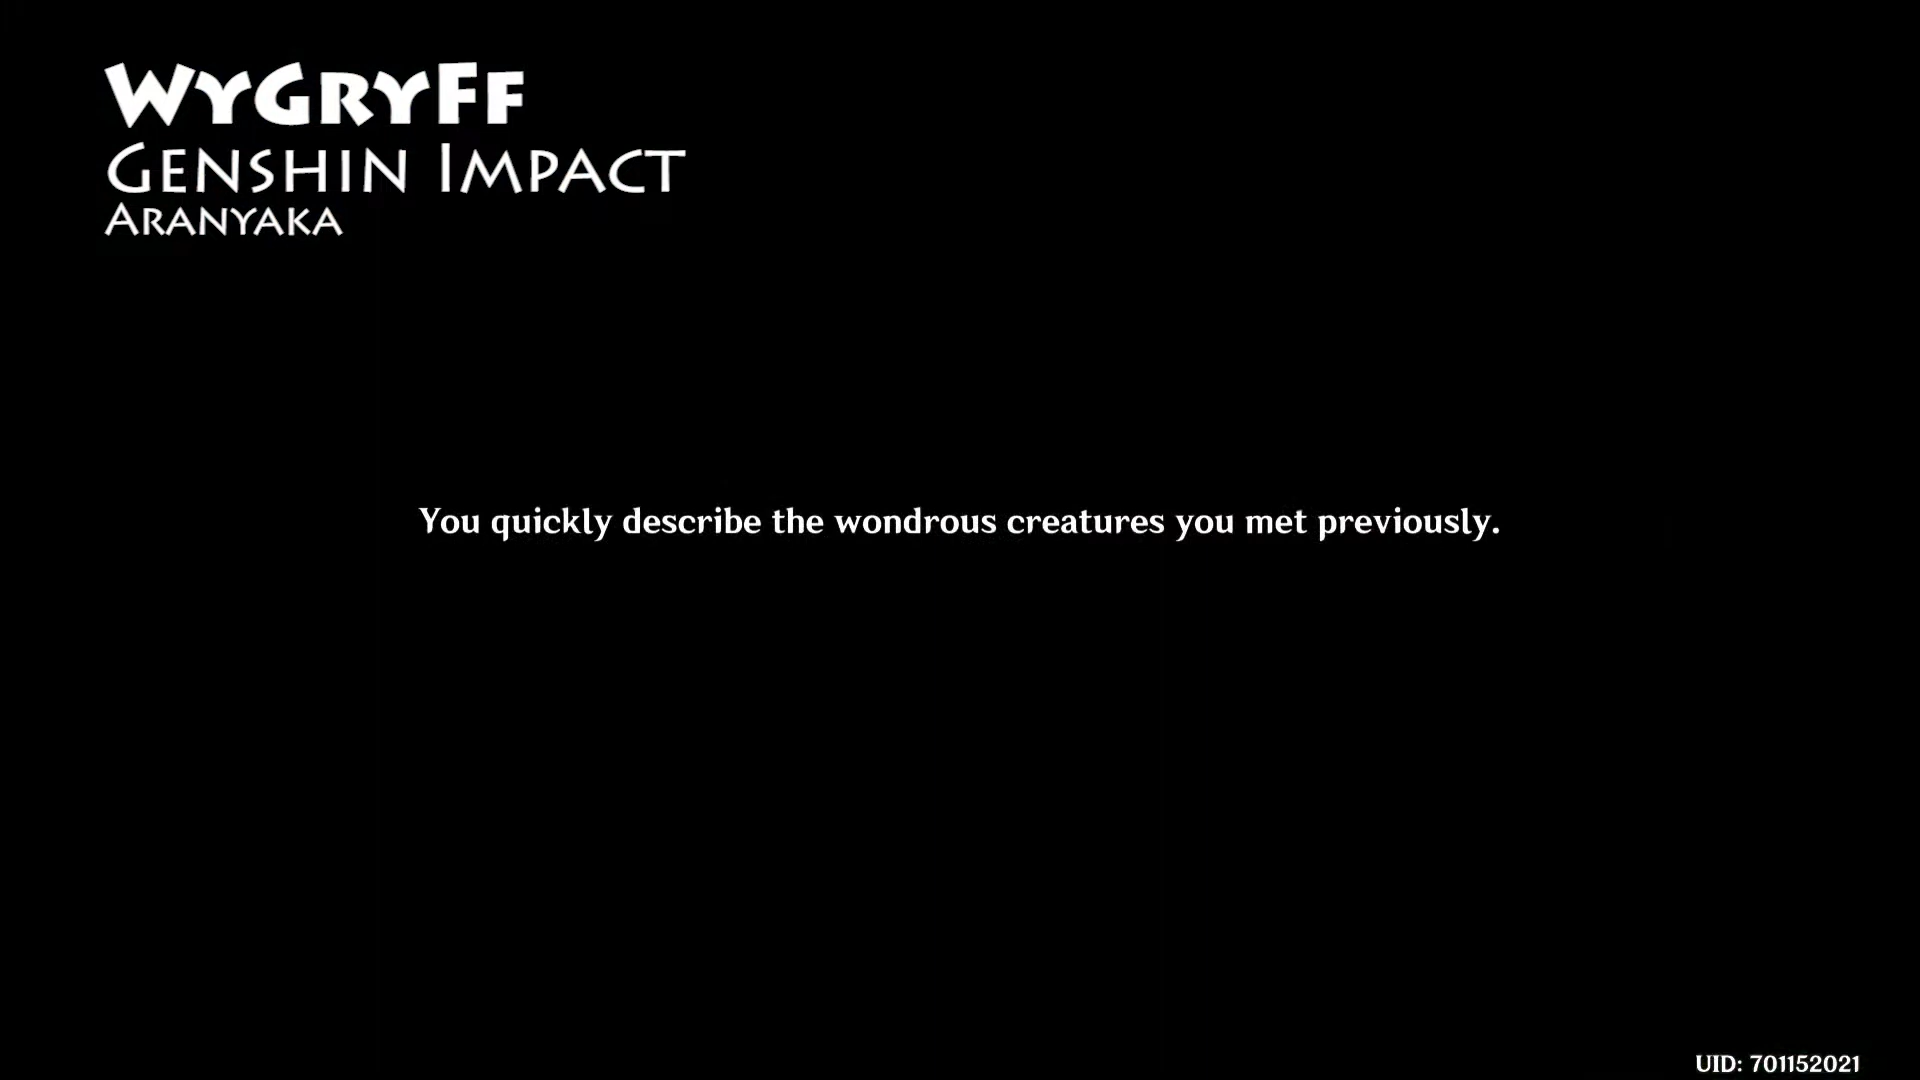 WyGryFf
Genshin Impact
Aranyaka
You quickly describe the wondrous creatures you met previously.
UID: 701152021